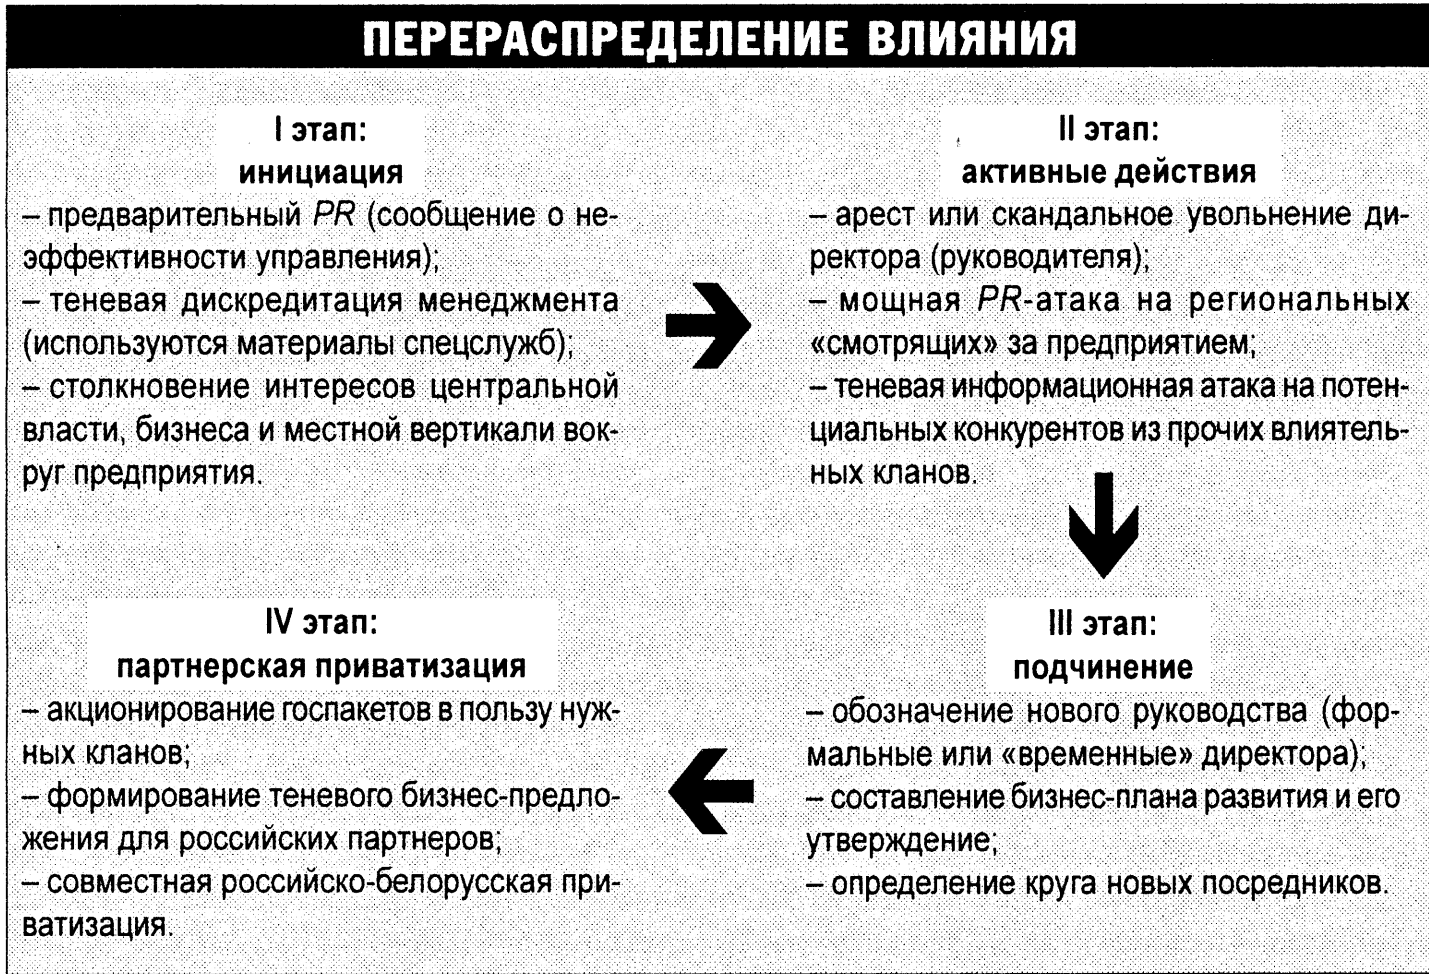 ПЕРЕРАСПРЕДЕЛЕНИЕ ВЛИЯНИЯ
I этап:
инициация
– предварительный PR (сообщение о не-
эффективности управления);
– теневая дискредитация менеджмента
(используются материалы спецслужб);
– столкновение интересов центральной
власти, бизнеса и местной вертикали вок-
руг предприятия.
II этап:
активные действия
– арест или скандальное увольнение ди-
ректора (руководителя);
– мощная PR-атака на региональных
«смотрящих» за предприятием;
– теневая информационная атака на потен-
циальных конкурентов из прочих влиятель-
ных кланов.
III этап:
подчинение
– обозначение нового руководства (фор-
мальные или «временные» директора);
– составление бизнес-плана развития и его
утверждение;
– определение круга новых посредников.
IV этап:
партнерская приватизация
– акционирование госпакетов в пользу нуж-
ных кланов;
– формирование теневого бизнес-предло-
жения для российских партнеров;
– совместная российско-белорусская при-
ватизация.